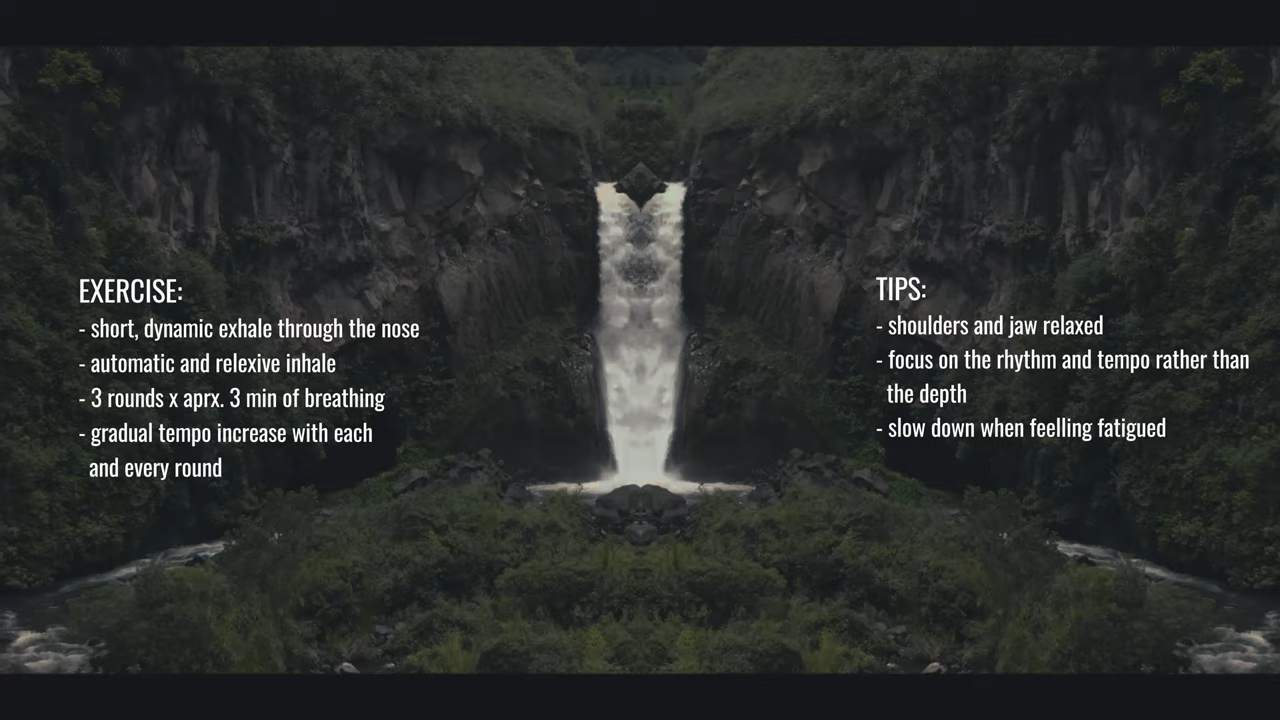 EXERCISE:
- short, dynamic exhale through the nose
- automatic and relexive inhale
- 3 rounds x aprx. 3 min of breathing
- gradual tempo increase with each
and every round
TIPS:
- shoulders and jaw relaxed
- focus on the rhythm and tempo rather than
the depth
- slow down when feelling fatigued